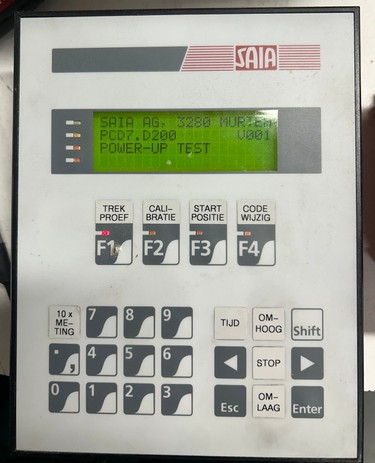 SAIA
SAIA AG, 3280 MURTEN
PCD7.D200 V001
POWER-UP TEST
TREK
PROEF
CALI-
BRATIE
START
POSITIE
CODE
WIJZIG
F1
F2
F3
F4
10 x
ME-
TING
7
8
9
TIJD
OM-
HOOG
Shift
. ,
4
5
6
STOP
0
1
2
3
Esc
OM-
LAAG
Enter